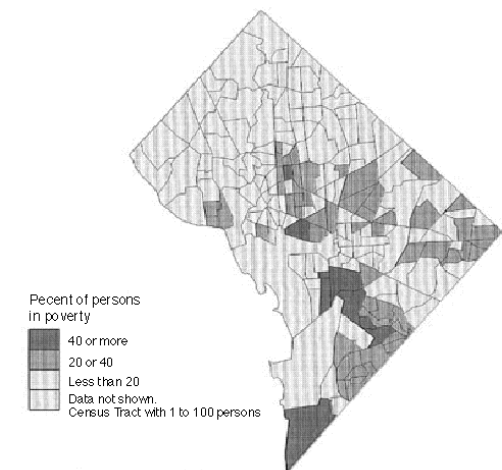 Pecent of persons
in poverty
40 or more
20 or 40
Less than 20
Data not shown.
Census Tract with 1 to 100 persons